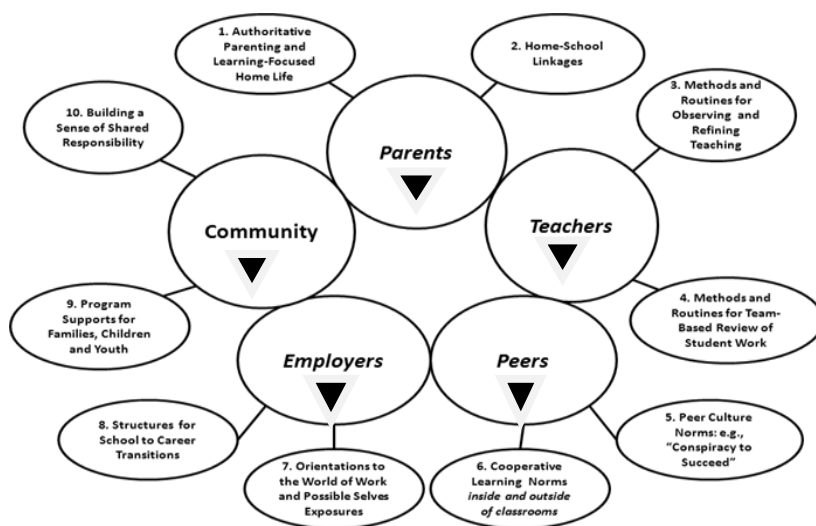 1. Authoritative
Parenting and
Learning-Focused
Home Life
2. Home-School
Linkages
3. Methods and
Routines for
Observing and
Refining
Teaching
10. Building a
Sense of Shared
Responsibility
Parents
Community
Teachers
9. Program
Supports for
Families, Children
and Youth
4. Methods and
Routines for Team-
Based Review of
Student Work
Employers
Peers
8. Structures for
School to Career
Transitions
5. Peer Culture
Norms: e.g.,
“Conspiracy to
Succeed”
7. Orientations to
the World of Work
and Possible Selves
Exposures
6. Cooperative
Learning Norms
inside and outside
of classrooms